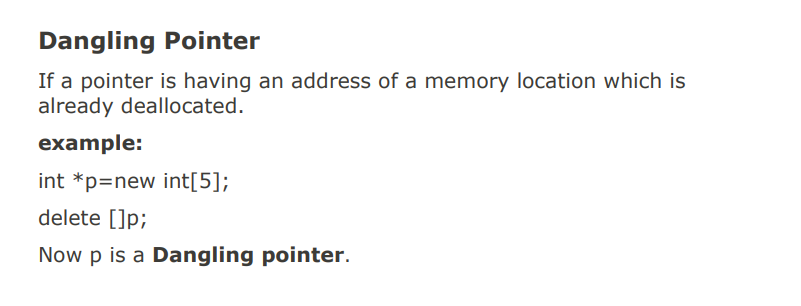 Dangling Pointer
If a pointer is having an address of a memory location which is
already deallocated.
example:
int *p=new int[5];
delete []p;
Now p is a Dangling pointer.